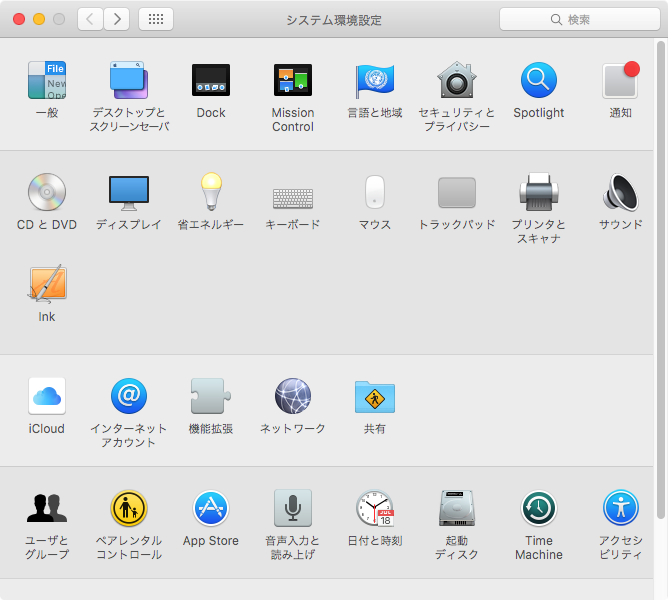 システム環境設定
検索
File
New
Ope
一般
デスクトップと
スクリーンセーバ
Dock
Mission
Control
言語と地域
セキュリティと
プライバシー
Spotlight
通知
CD と DVD
ディスプレイ
省エネルギー
キーボード
マウス
トラックパッド
プリンタと
スキャナ
サウンド
Ink
iCloud
インターネット
アカウント
機能拡張
ネットワーク
共有
JUL
18
ユーザと
グループ
ペアレンタル
コントロール
App Store
音声入力と
読み上げ
日付と時刻
起動
ディスク
Time
Machine
アクセシ
ビリティ